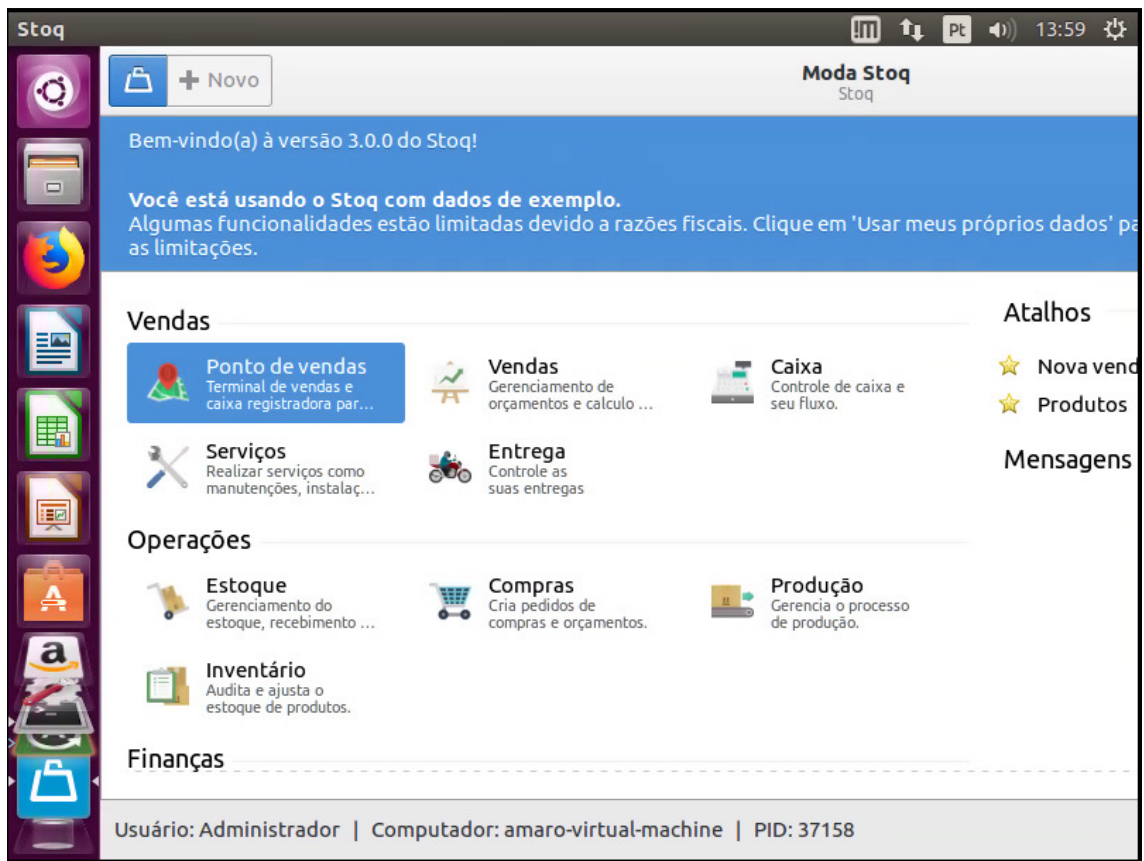 Stoq
Pt
13:59
Novo
Moda Stoq
Stoq
Bem-vindo(a) à versão 3.0.0 do Stoq!
Você está usando o Stoq com dados de exemplo.
Algumas funcionalidades estão limitadas devido a razões fiscais. Clique em 'Usar meus próprios dados' pa
as limitações.
Vendas
Ponto de vendas
Terminal de vendas e
caixa registradora par...
Vendas
Gerenciamento de
orçamentos e calculo ...
Caixa
Controle de caixa e
seu fluxo.
Serviços
Realizar serviços como
manutenções, instalaç...
Entrega
Controle as
suas entregas
Operações
Estoque
Gerenciamento do
estoque, recebimento ...
Compras
Cria pedidos de
compras e orçamentos.
Produção
Gerencia o processo
de produção.
Inventário
Audita e ajusta o
estoque de produtos.
Finanças
Atalhos
Nova vend
Produtos
Mensagens
Usuário: Administrador | Computador: amaro-virtual-machine | PID: 37158